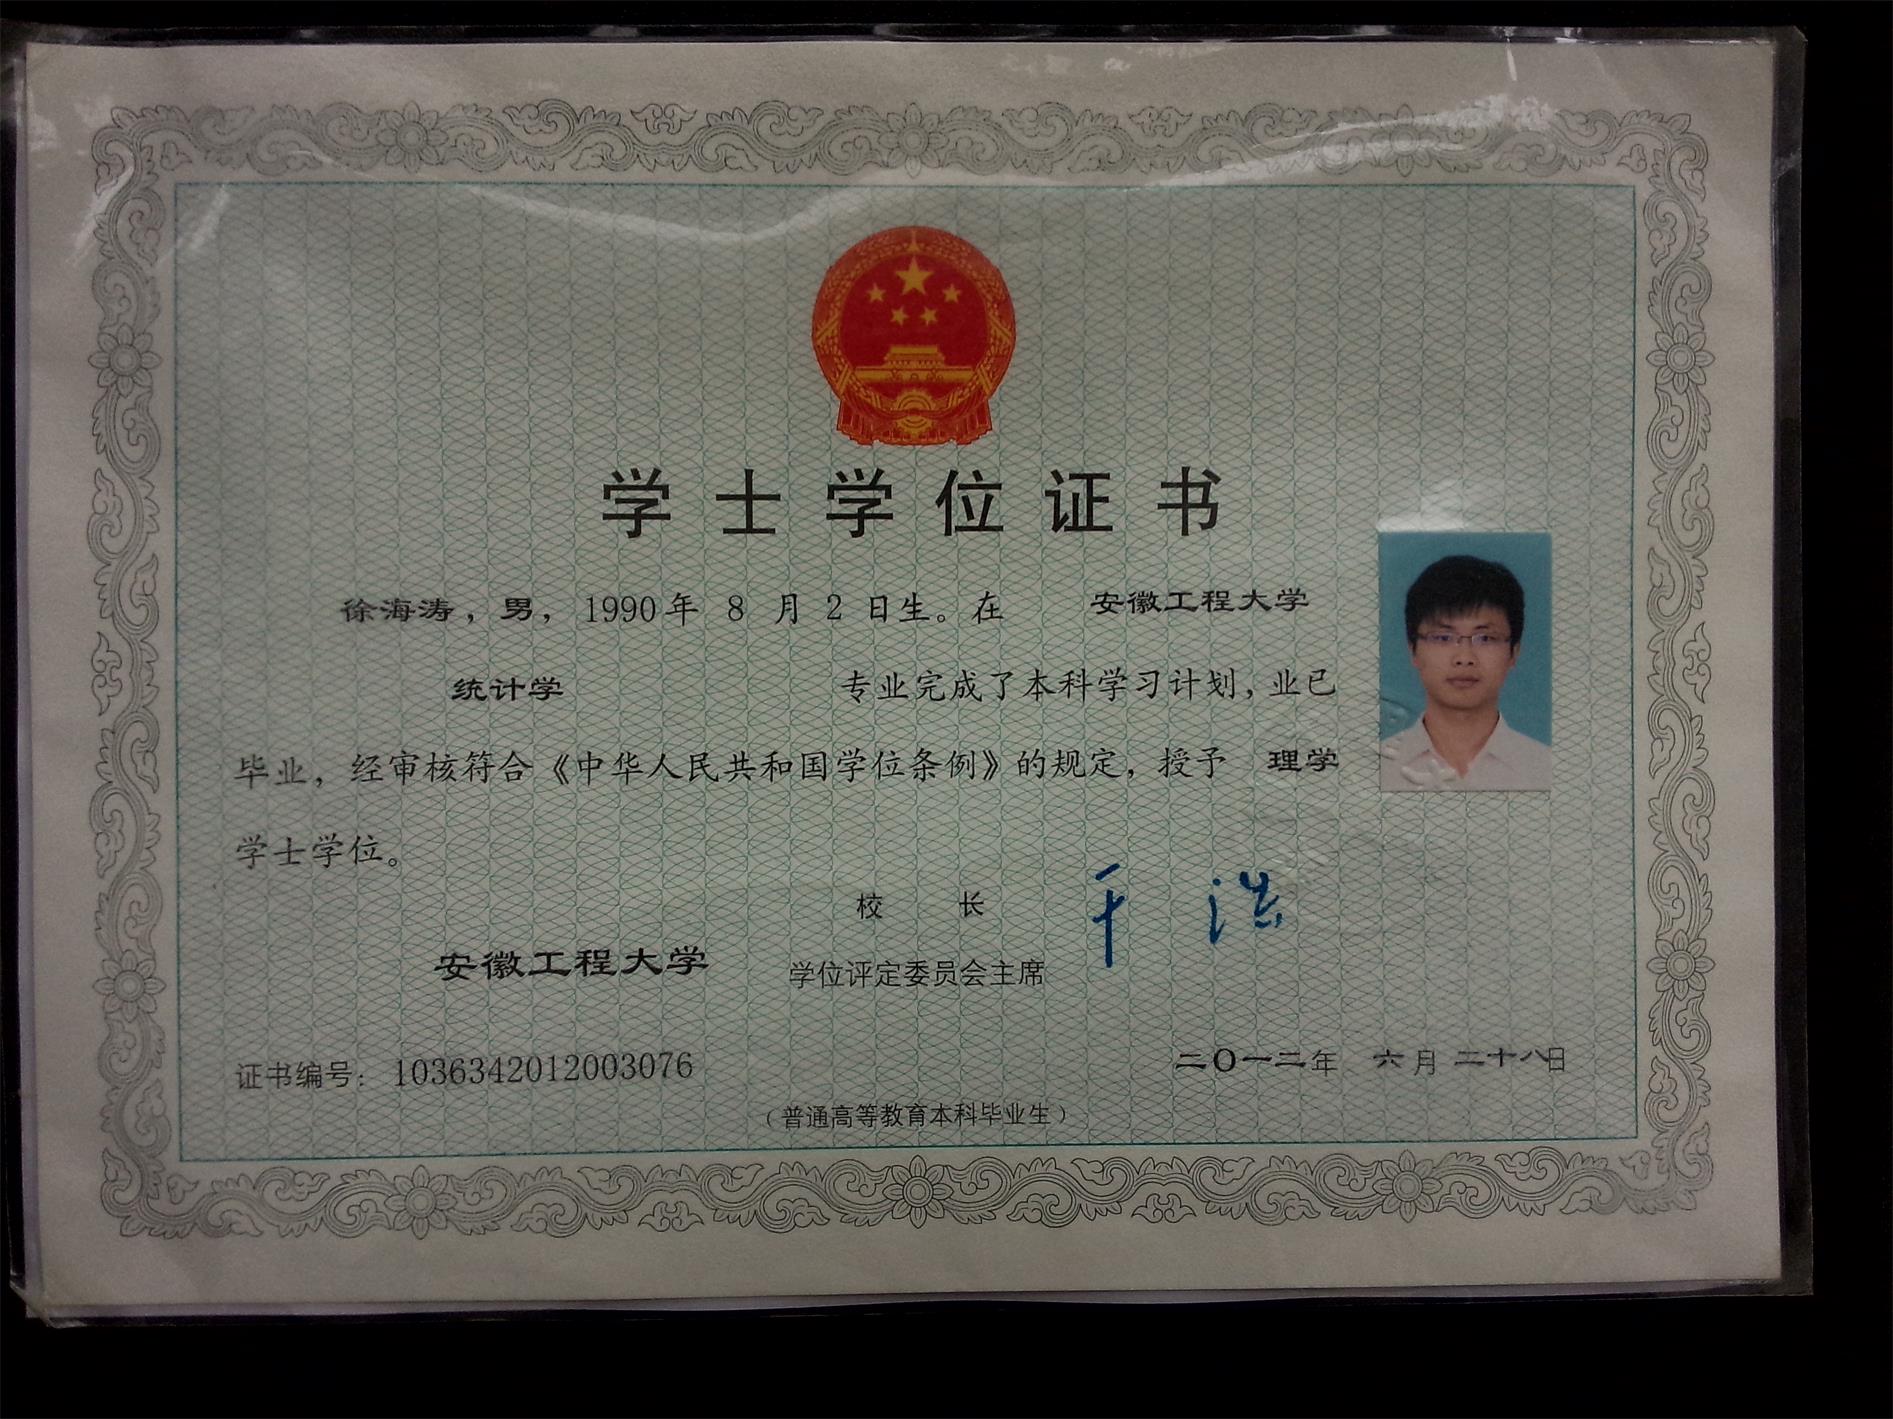 学士学位证书
徐海涛，男，1990年 8 月 2 日生。在 安徽工程大学
统计学 专业完成了本科学习计划，业已
毕业，经审核符合《中华人民共和国学位条例》的规定，授予 理学
学士学位。
校 长
干 浩
安徽工程大学 学位评定委员会主席
证书编号：1036342012003076 二〇一二年 六月 二十八日
（普通高等教育本科毕业生）